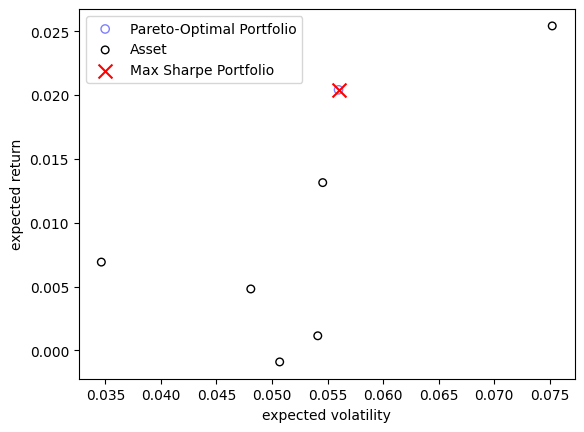 Pareto-Optimal Portfolio
Asset
Max Sharpe Portfolio
0.025
0.020
0.015
0.010
0.005
0.000
expected return
0.035 0.040 0.045 0.050 0.055 0.060 0.065 0.070 0.075
expected volatility